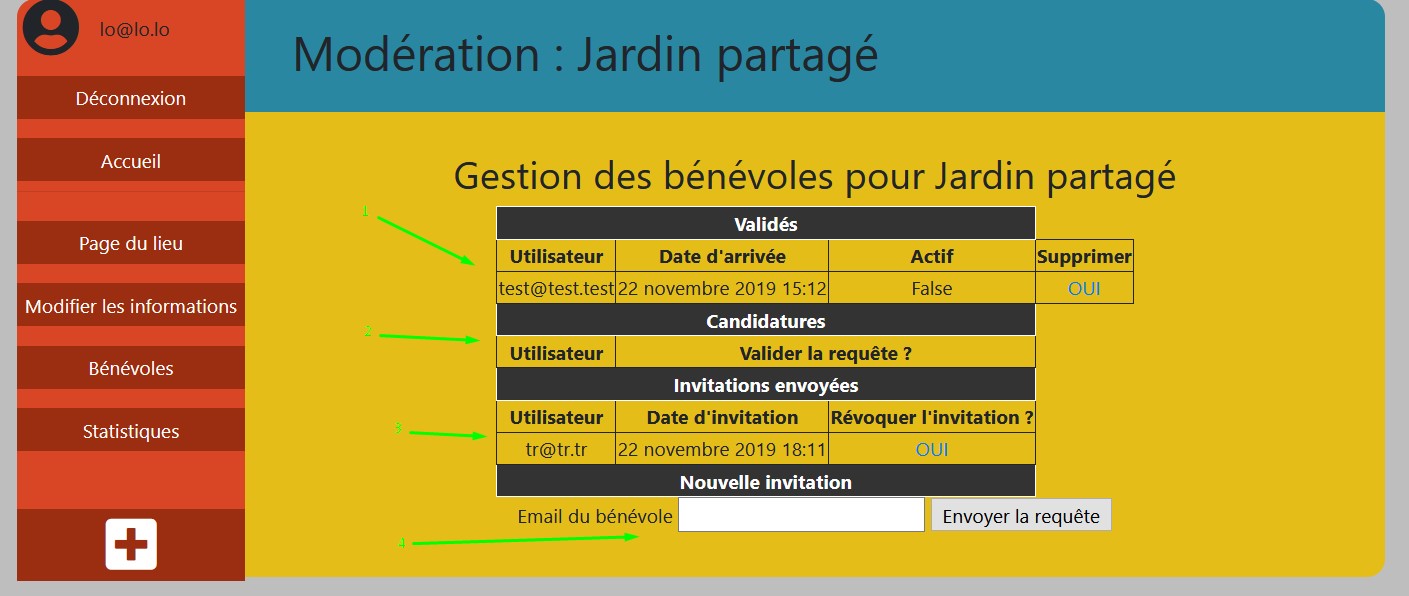 lo@lo.lo
Déconnexion
Accueil
Page du lieu
Modifier les informations
Bénévoles
Statistiques
Modération : Jardin partagé
Gestion des bénévoles pour Jardin partagé
1
Validés
Utilisateur Date d'arrivée Actif Supprimer
test@test.test 22 novembre 2019 15:12 False OUI
Candidatures
2
Utilisateur Valider la requête ?
Invitations envoyées
Utilisateur Date d'invitation Révoquer l'invitation ?
3
tr@tr.tr 22 novembre 2019 18:11 OUI
Nouvelle invitation
Email du bénévole Envoyer la requête
4